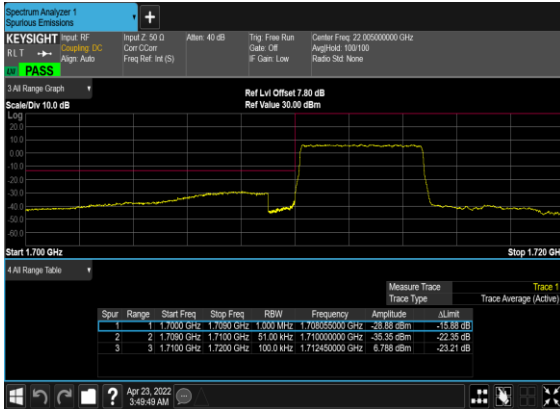 Spectrum Analyzer 1
Spurious Emissions
+
KEYSIGHT Input: RF Input Z: 50 Ω Atten: 40 dB Trig: Free Run Center Freq: 22.005000000 GHz
RLT Coupling: DC Corr CCorr Gate: Off Avg|Hold: 100/100
Align: Auto Freq Ref: Int (S) IF Gain: Low Radio Std: None
PASS
3 All Range Graph
Ref Lvl Offset 7.80 dB
Scale/Div 10.0 dB Ref Value 30.00 dBm
Log
20.0
10.0
0.00
-10.0
-20.0
-30.0
-40.0
-50.0
-60.0
Start 1.700 GHz Stop 1.720 GH
4 All Range Table
Measure Trace Trace 1
Trace Type Trace Average (Active)
Spur Range Start Freq Stop Freq RBW Frequency Amplitude ΔLimit
1 1 1.7000 GHz 1.7090 GHz 1.000 MHz 1.708055000 GHz -28.88 dBm -15.88 dB
2 2 1.7090 GHz 1.7100 GHz 51.00 kHz 1.710000000 GHz -35.35 dBm -22.35 dB
3 3 1.7100 GHz 1.7200 GHz 100.0 kHz 1.712450000 GHz 6.788 dBm -23.21 dB
?
Apr 23, 2022
3:49:49 AM